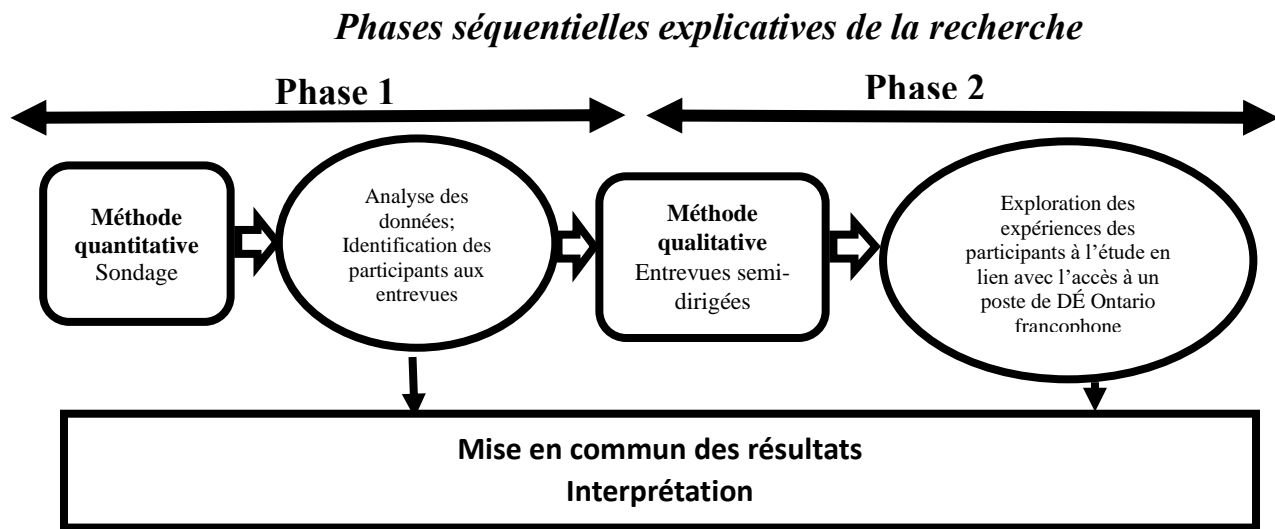 Phases séquentielles explicatives de la recherche
Phase 1
Phase 2
Méthode
quantitative
Sondage
Analyse des
données;
Identification des
participants aux
entrevues
Méthode
qualitative
Entrevues semi-
dirigées
Exploration des
expériences des
participants à l’étude en
lien avec l’accès à un
poste de DÉ Ontario
francophone
Mise en commun des résultats
Interprétation